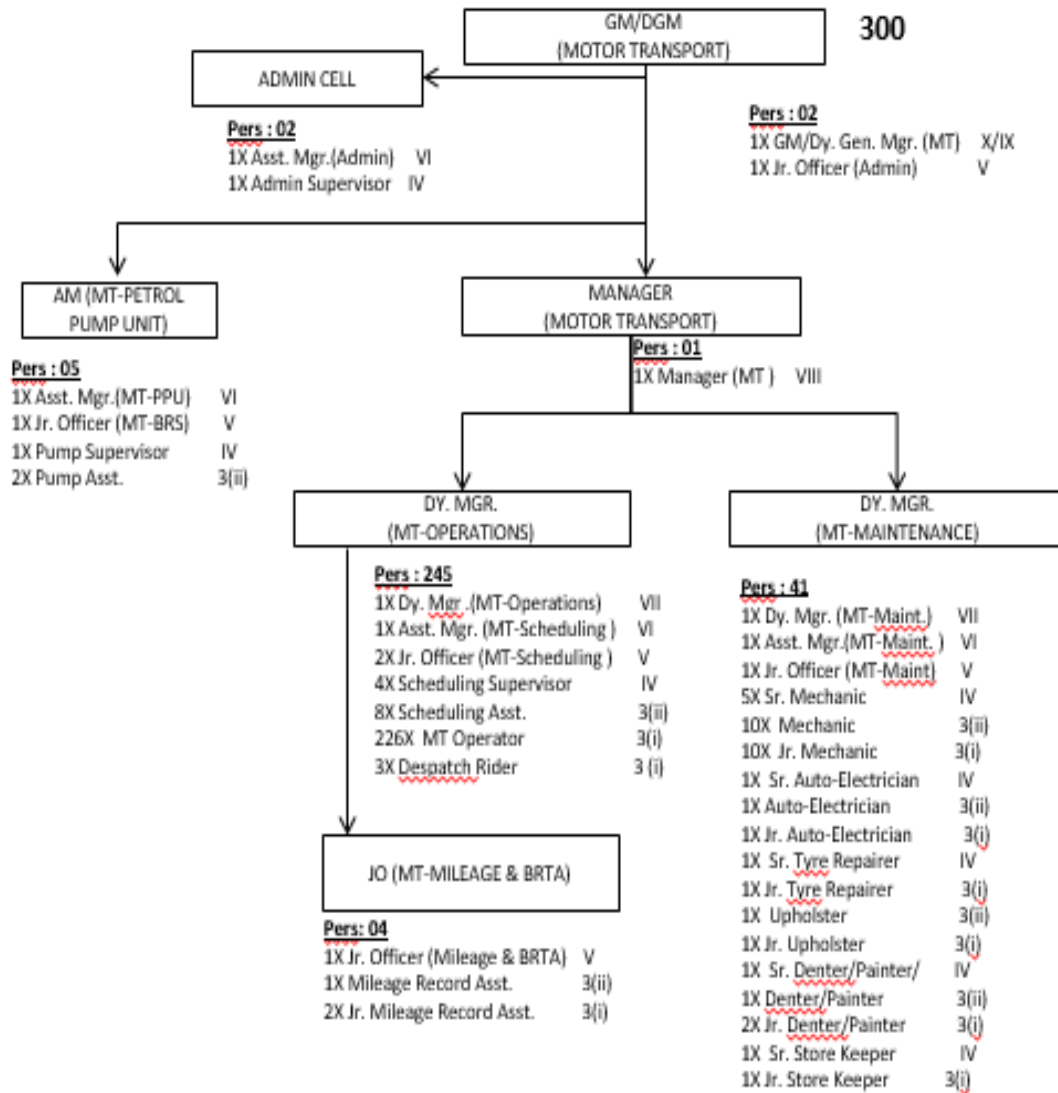 GM/DGM
(MOTOR TRANSPORT)
300
ADMIN CELL
Pers : 02
1X Asst. Mgr.(Admin) VI
1X Admin Supervisor IV
Pers : 02
1X GM/Dy. Gen. Mgr. (MT) X/IX
1X Jr. Officer (Admin) V
AM (MT-PETROL
PUMP UNIT)
Pers : 05
1X Asst. Mgr.(MT-PPU) VI
1X Jr. Officer (MT-BRS) V
1X Pump Supervisor IV
2X Pump Asst. 3(ii)
MANAGER
(MOTOR TRANSPORT)
Pers : 01
1X Manager (MT ) VIII
DY. MGR.
(MT-OPERATIONS)
Pers : 245
1X Dy. Mgr .(MT-Operations) VII
1X Asst. Mgr. (MT-Scheduling ) VI
2X Jr. Officer (MT-Scheduling ) V
4X Scheduling Supervisor IV
8X Scheduling Asst. 3(ii)
226X MT Operator 3(i)
3X Despatch Rider 3 (i)
JO (MT-MILEAGE & BRTA)
Pers: 04
1X Jr. Officer (Mileage & BRTA) V
1X Mileage Record Asst. 3(ii)
2X Jr. Mileage Record Asst. 3(i)
DY. MGR.
(MT-MAINTENANCE)
Pers : 41
1X Dy. Mgr. (MT-Maint.) VII
1X Asst. Mgr.(MT-Maint. ) VI
1X Jr. Officer (MT-Maint) V
5X Sr. Mechanic IV
10X Mechanic 3(ii)
10X Jr. Mechanic 3(i)
1X Sr. Auto-Electrician IV
1X Auto-Electrician 3(ii)
1X Jr. Auto-Electrician 3(i)
1X Sr. Tyre Repairer IV
1X Jr. Tyre Repairer 3(i)
1X Upholster 3(ii)
1X Jr. Upholster 3(i)
1X Sr. Denter/Painter/ IV
1X Denter/Painter 3(ii)
2X Jr. Denter/Painter 3(i)
1X Sr. Store Keeper IV
1X Jr. Store Keeper 3(i)